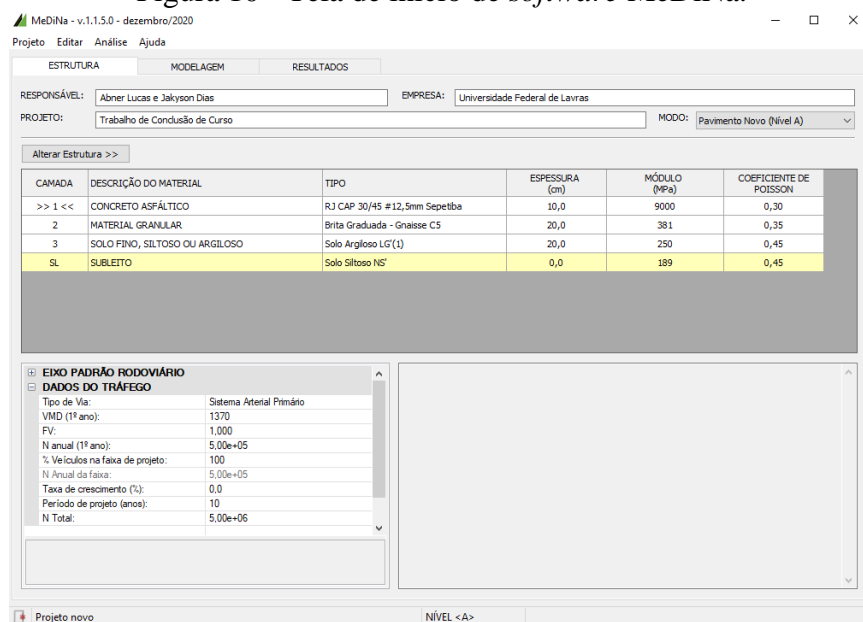 Figura 16 - Tela de início do software MeDiNa.
MeDiNa - v.1.1.5.0 - dezembro/2020
Projeto Editar Análise Ajuda
ESTRUTURA MODELAGEM RESULTADOS
RESPONSÁVEL: Abner Lucas e Jakyson Dias EMPRESA: Universidade Federal de Lavras
PROJETO: Trabalho de Conclusão de Curso MODO: Pavimento Novo (Nível A)
Alterar Estrutura >>
CAMADA DESCRIÇÃO DO MATERIAL TIPO ESPESSURA (cm) MÓDULO (MPa) COEFICIENTE DE POISSON
>> 1 << CONCRETO ASFÁLTICO RJ CAP 30/45 #12,5mm Sepetiba 10,0 9000 0,30
2 MATERIAL GRANULAR Brita Graduada - Gnaisse C5 20,0 381 0,35
3 SOLO FINO, SILTOSO OU ARGILOSO Solo Argiloso LG'(1) 20,0 250 0,45
SL SUBLEITO Solo Siltoso NS' 0,0 189 0,45
EIXO PADRÃO RODOVIÁRIO
DADOS DO TRÁFEGO
Tipo de Via: Sistema Arterial Primário
VMD (1º ano): 1370
FV: 1,000
N anual (1º ano): 5,00e+05
% Veículos na faixa de projeto: 100
N Anual da faixa: 5,00e+05
Taxa de crescimento (%): 0,0
Período de projeto (anos): 10
N Total: 5,00e+06
Projeto novo NÍVEL <A>